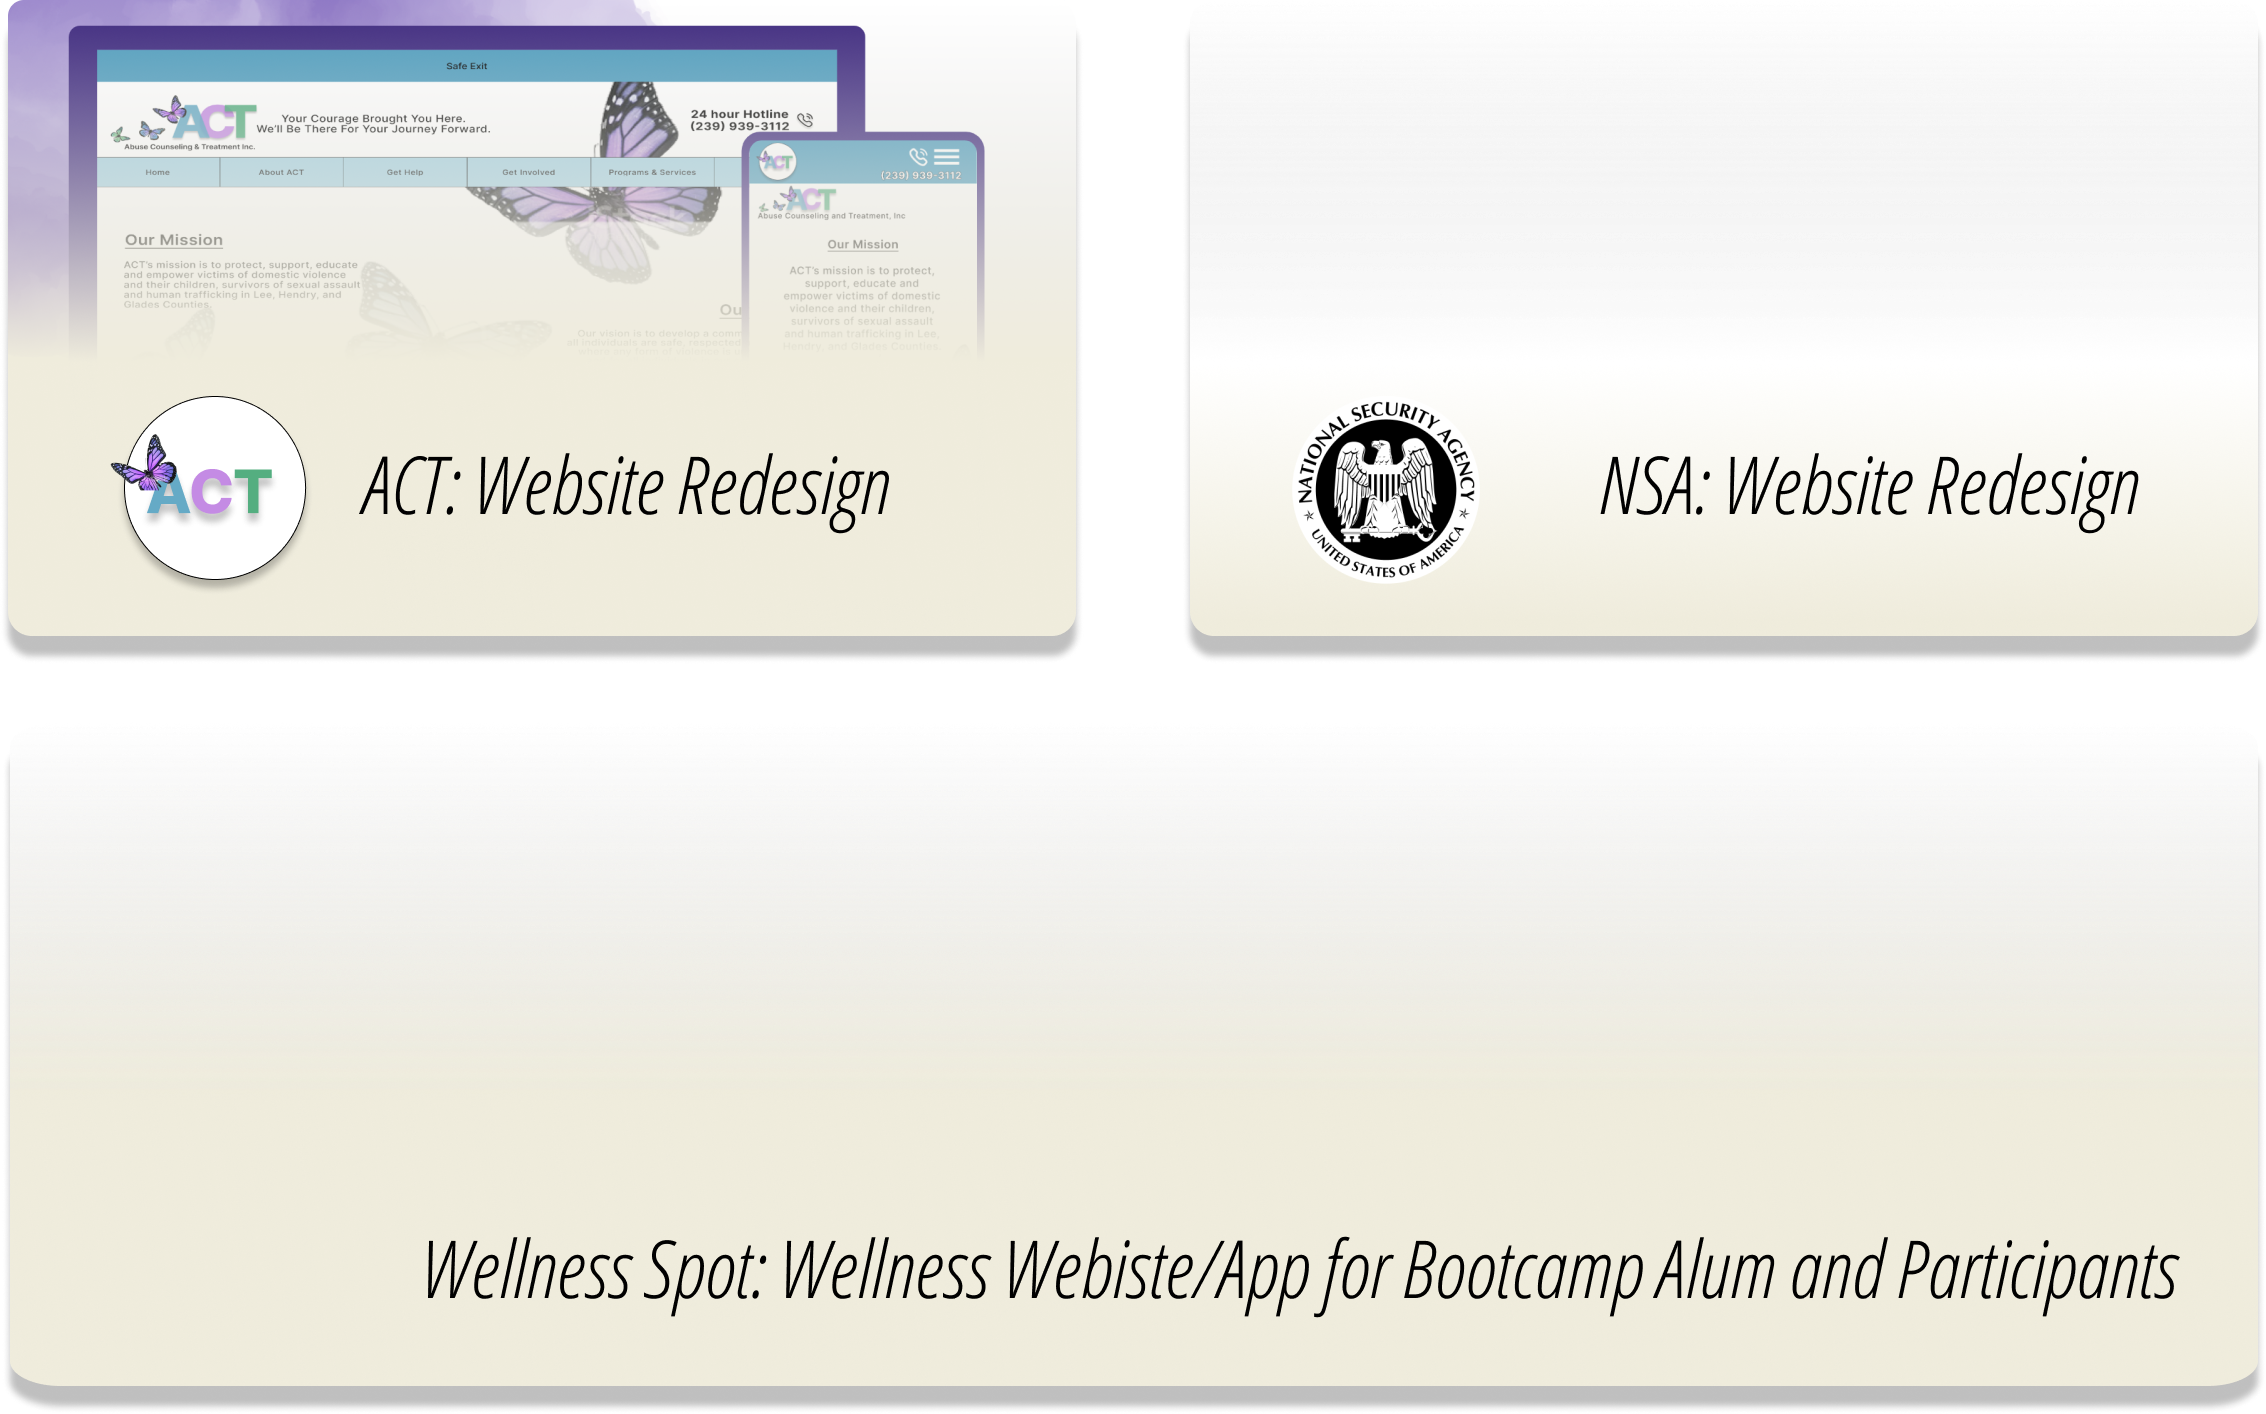 Safe Exit
ACT
Abuse Counseling & Treatment Inc.
Your Courage Brought You Here.
We'll Be There For Your Journey Forward.
24 hour Hotline
(239) 939-3112
Home
About ACT
Get Help
Get Involved
Programs & Services
Our Mission
ACT's mission is to protect, support, educate
and empower victims of domestic violence
and their children, survivors of sexual assault
and human trafficking in Lee, Hendry, and
Glades Counties.
Ou
Our vision is to develop a comm
all individuals are safe, respected
ACT
(239) 939-3112
ACT
Abuse Counseling and Treatment, Inc
Our Mission
ACT's mission is to protect,
support, educate and
empower victims of domestic
violence and their children,
survivors of sexual assault
and human trafficking in Lee,
Hendry, and Glades Counties.
ACT
ACT: Website Redesign
NATIONAL SECURITY AGENCY
UNITED STATES OF AMERICA
NSA: Website Redesign
Wellness Spot: Wellness Webiste/App for Bootcamp Alum and Participants